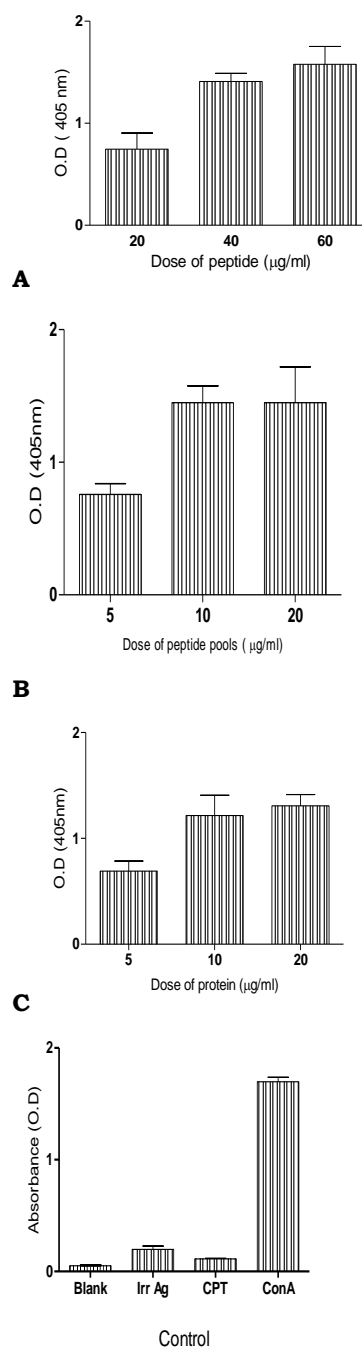 2
O.D ( 405 nm)
1
0
20 40 60
Dose of peptide (μg/ml)
A
2
O.D (405nm)
1
0
5 10 20
Dose of peptide pools ( μg/ml)
B
2
O.D (405nm)
1
0
5 10 20
Dose of protein (μg/ml)
C
2
Absorbance (O.D)
1
0
Blank Irr Ag CPT ConA
Control